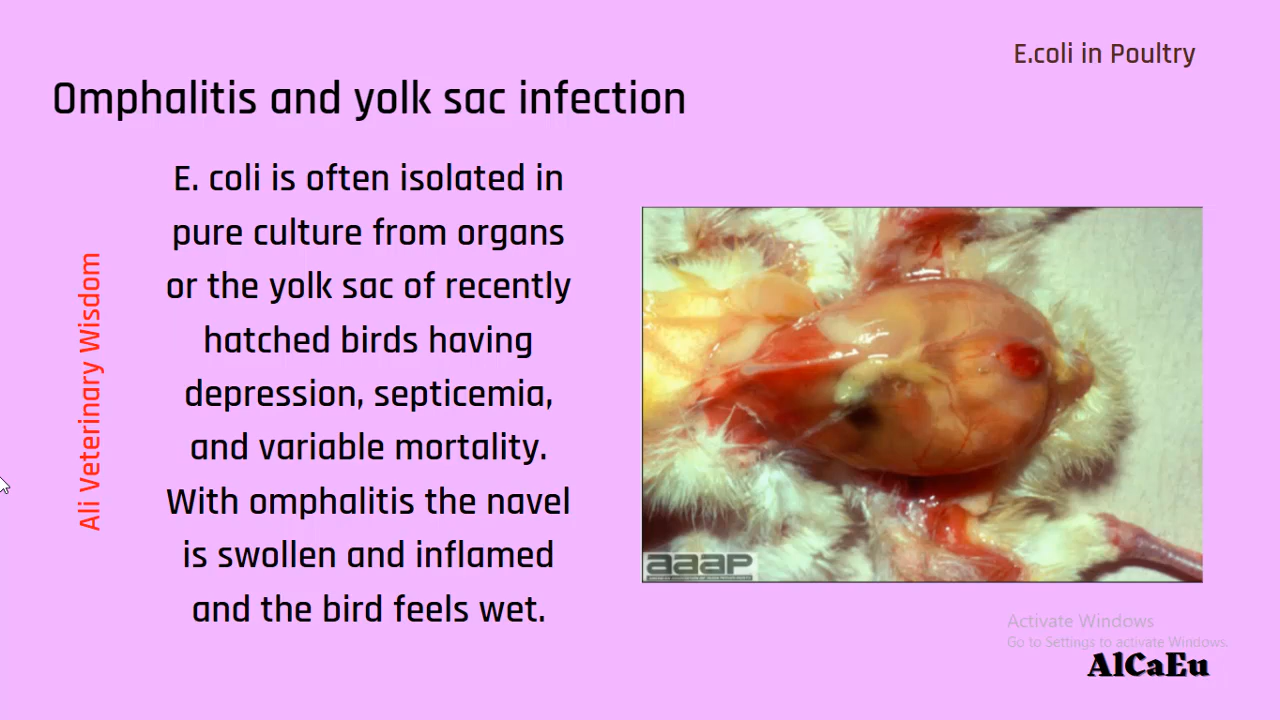 E.coli in Poultry
Omphalitis and yolk sac infection
E. coli is often isolated in
pure culture from organs
or the yolk sac of recently
hatched birds having
depression, septicemia,
and variable mortality.
With omphalitis the navel
is swollen and inflamed
and the bird feels wet.
Ali Veterinary Wisdom
aaap
Activate Windows
Go to Settings to activate Windows.
AlCaEu